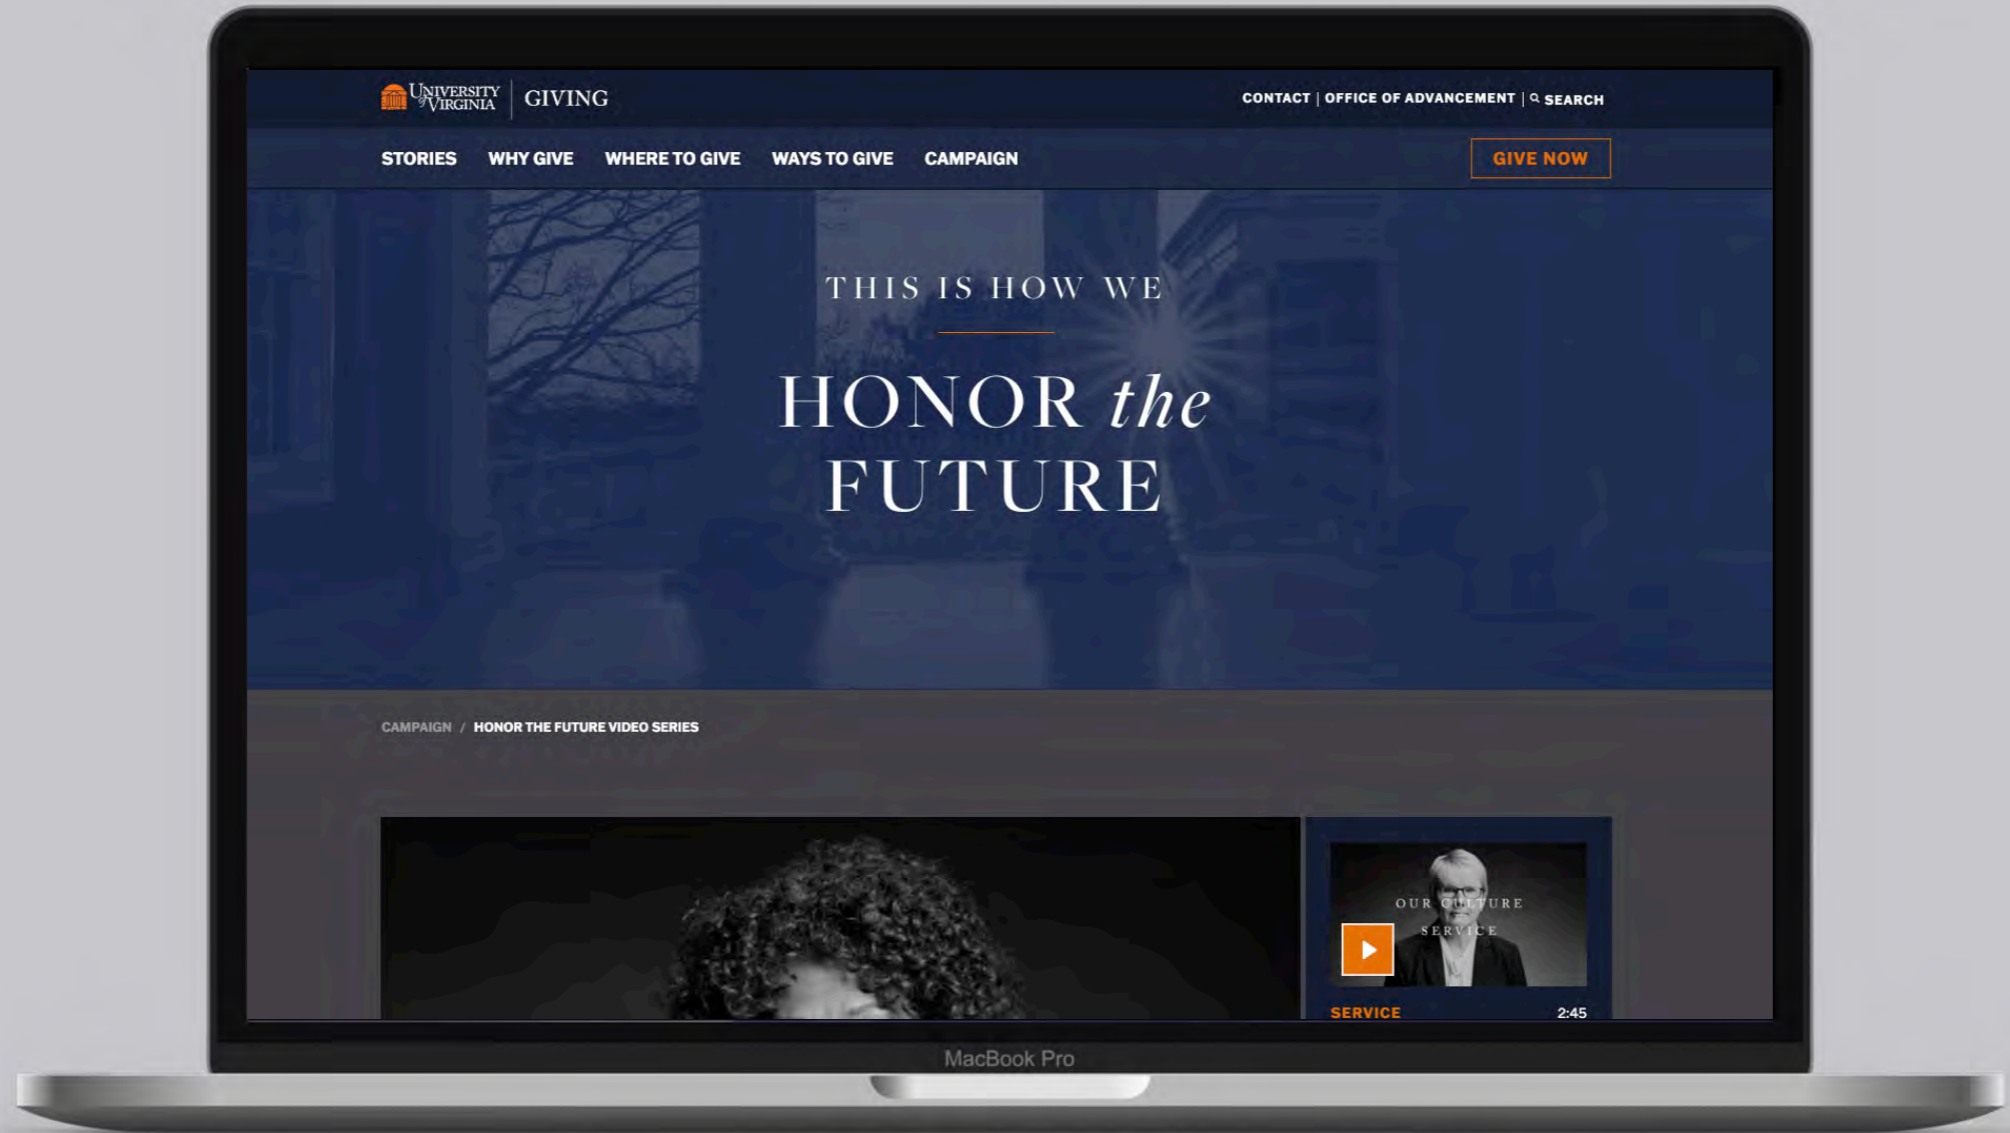 UNIVERSITY of VIRGINIA | GIVING
CONTACT | OFFICE OF ADVANCEMENT | SEARCH
STORIES WHY GIVE WHERE TO GIVE WAYS TO GIVE CAMPAIGN
GIVE NOW
THIS IS HOW WE
HONOR the
FUTURE
CAMPAIGN / HONOR THE FUTURE VIDEO SERIES
OUR CULTURE
SERVICE
SERVICE 2:45
MacBook Pro